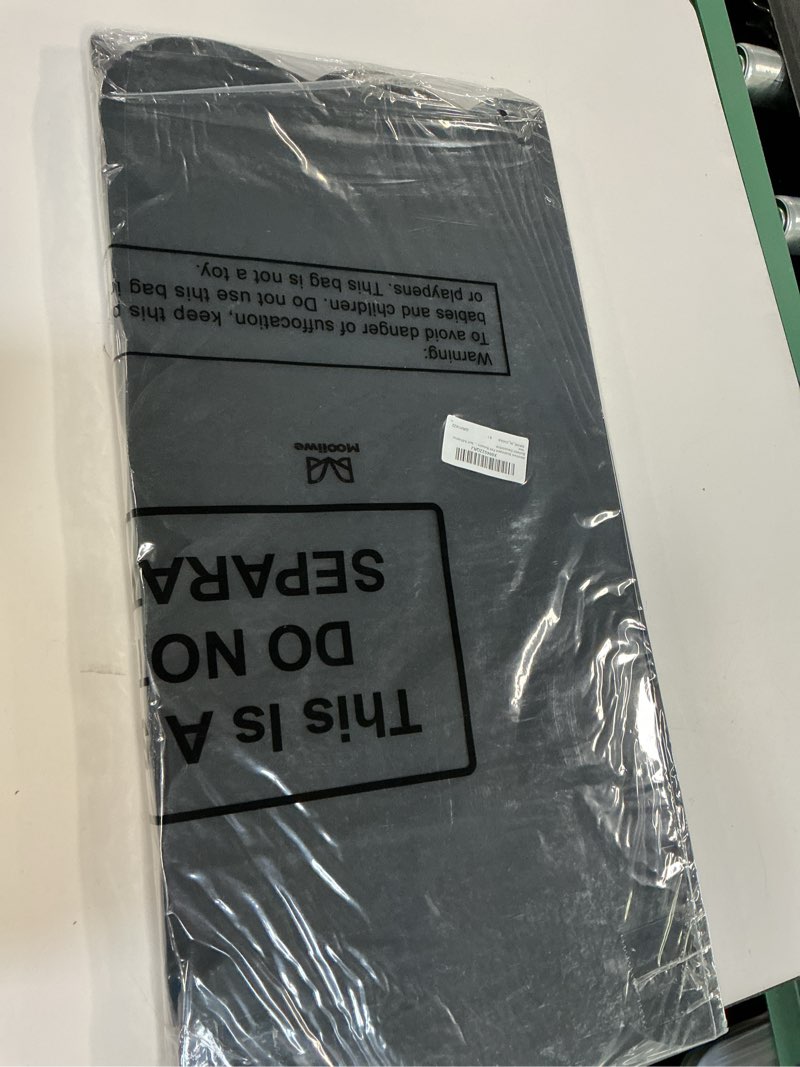 This Is A
DO NO
SEPARA
Mooliwe
Warning:
To avoid danger of suffocation, keep this
babies and children. Do not use this bag
or playpens. This bag is not a toy.